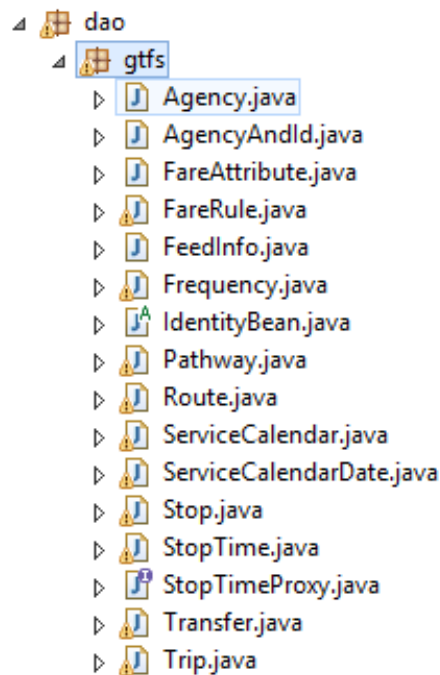 dao
gtfs
Agency.java
AgencyAndId.java
FareAttribute.java
FareRule.java
FeedInfo.java
Frequency.java
IdentityBean.java
Pathway.java
Route.java
ServiceCalendar.java
ServiceCalendarDate.java
Stop.java
StopTime.java
StopTimeProxy.java
Transfer.java
Trip.java